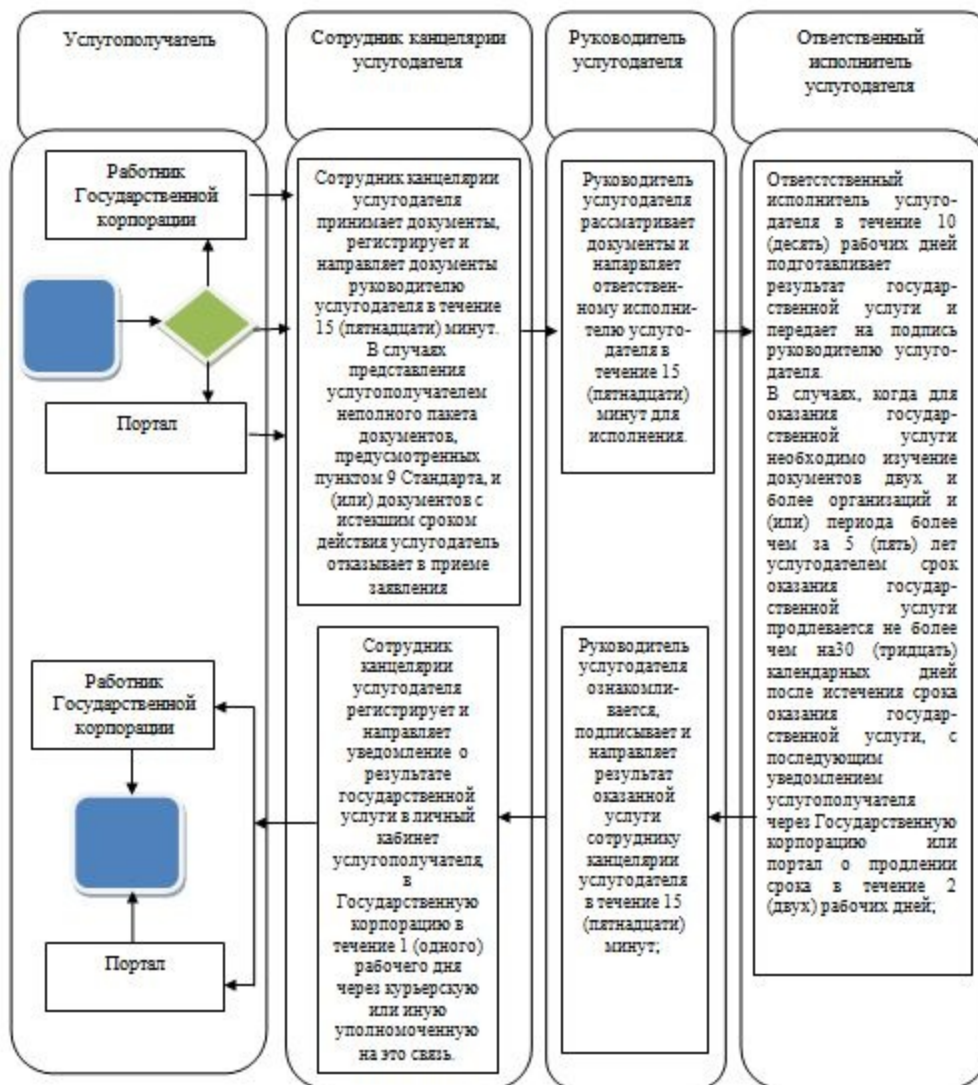 Услугополучатель
Сотрудник канцелярии
услугодателя
Руководитель
услугодателя
Ответственный
исполнитель
услугодателя
Работник
Государственной
корпорации
Портал
Сотрудник канцелярии
услугодателя
принимает документы,
регистрирует и
направляет документы
руководителю
услугодателя в течение
15 (пятнадцати) минут.
В случаях
представления
услугополучателем
неполного пакета
документов,
предусмотренных
пунктом 9 Стандарта, и
(или) документов с
истекшим сроком
действия услугодатель
отказывает в приеме
заявления
Руководитель
услугодателя
рассматривает
документы и
напарвляет
ответствен-
ному исполни-
телю услуго-
дателя в
течение 15
(пятнадцати)
минут для
исполнения.
Ответстственный
исполнитель услуго-
дателя в течение 10
(десять) рабочих дней
подготавливает
результат государ-
ственной услуги и
передает на подпись
руководителю услуго-
дателя.
В случаях, когда для
оказания государ-
ственной услуги
необходимо изучение
документов двух и
более организаций и
(или) периода более
чем за 5 (пять) лет
услугодателем срок
оказания государ-
ственной услуги
продлевается не более
чем на30 (тридцать)
календарных дней
после истечения срока
оказания государ-
ственной услуги, с
последующим
уведомлением
услугополучателя
через Государственную
корпорацию или
портал о продлении
срока в течение 2
(двух) рабочих дней;
Работник
Государственной
корпорации
Портал
Сотрудник
канцелярии
услугодателя
регистрирует и
направляет
уведомление о
результате
государственной
услуги в личный
кабинет
услугополучателя,
в
Государственную
корпорацию в
течение 1 (одного)
рабочего дня
через курьерскую
или иную
уполномоченную
на это связь.
Руководитель
услугодателя
ознакомли-
вается,
подписывает и
направляет
результат
оказанной
услуги
сотруднику
канцелярии
услугодателя
в течение 15
(пятнадцати)
минут;